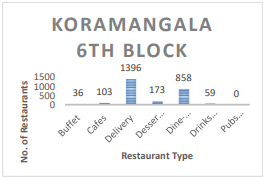 KORAMANGALA
6TH BLOCK
No. of Restaurants
1500
1000
500
0
36
103
1396
173
858
59
0
Buffet
Cafes
Delivery
Desser...
Dine-...
Drinks...
Pubs...
Restaurant Type